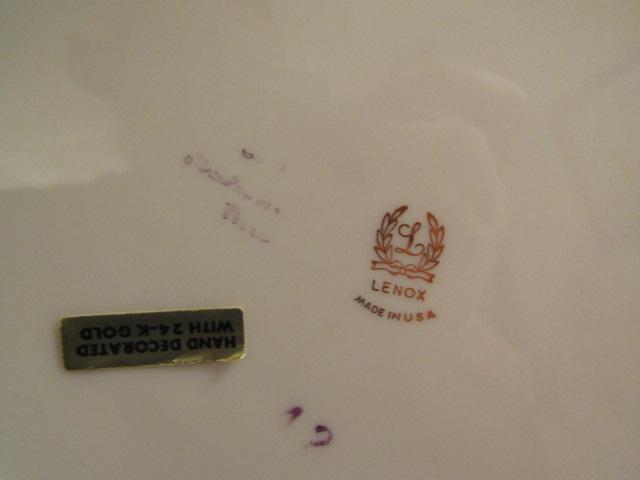 L
LENOX
MADE IN USA
HAND DECORATED
WITH 24-K GOLD